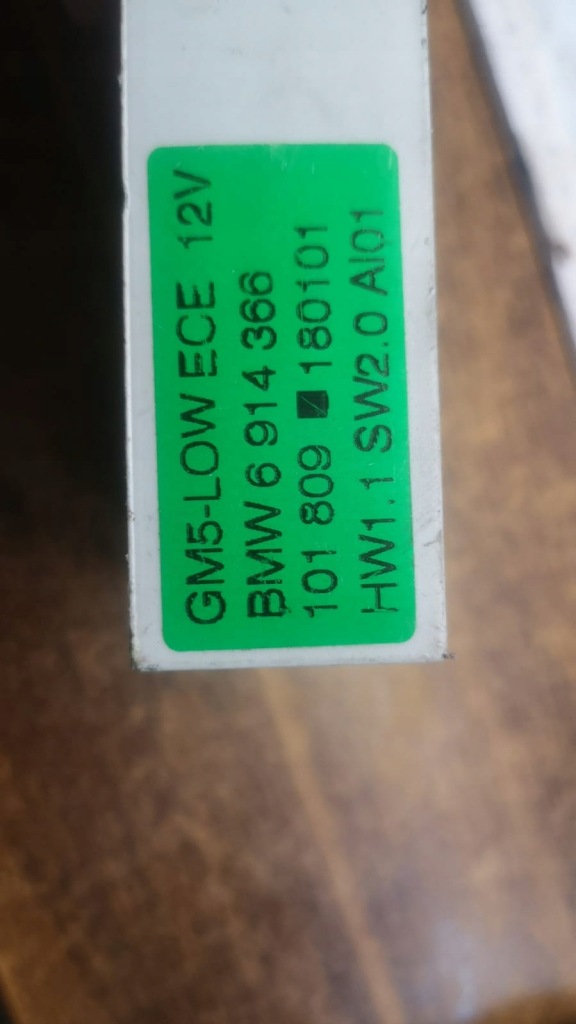 GM5-LOW ECE 12V
BMW 6 914 366
101 809 180101
HW1.1 SW2.0 AI01